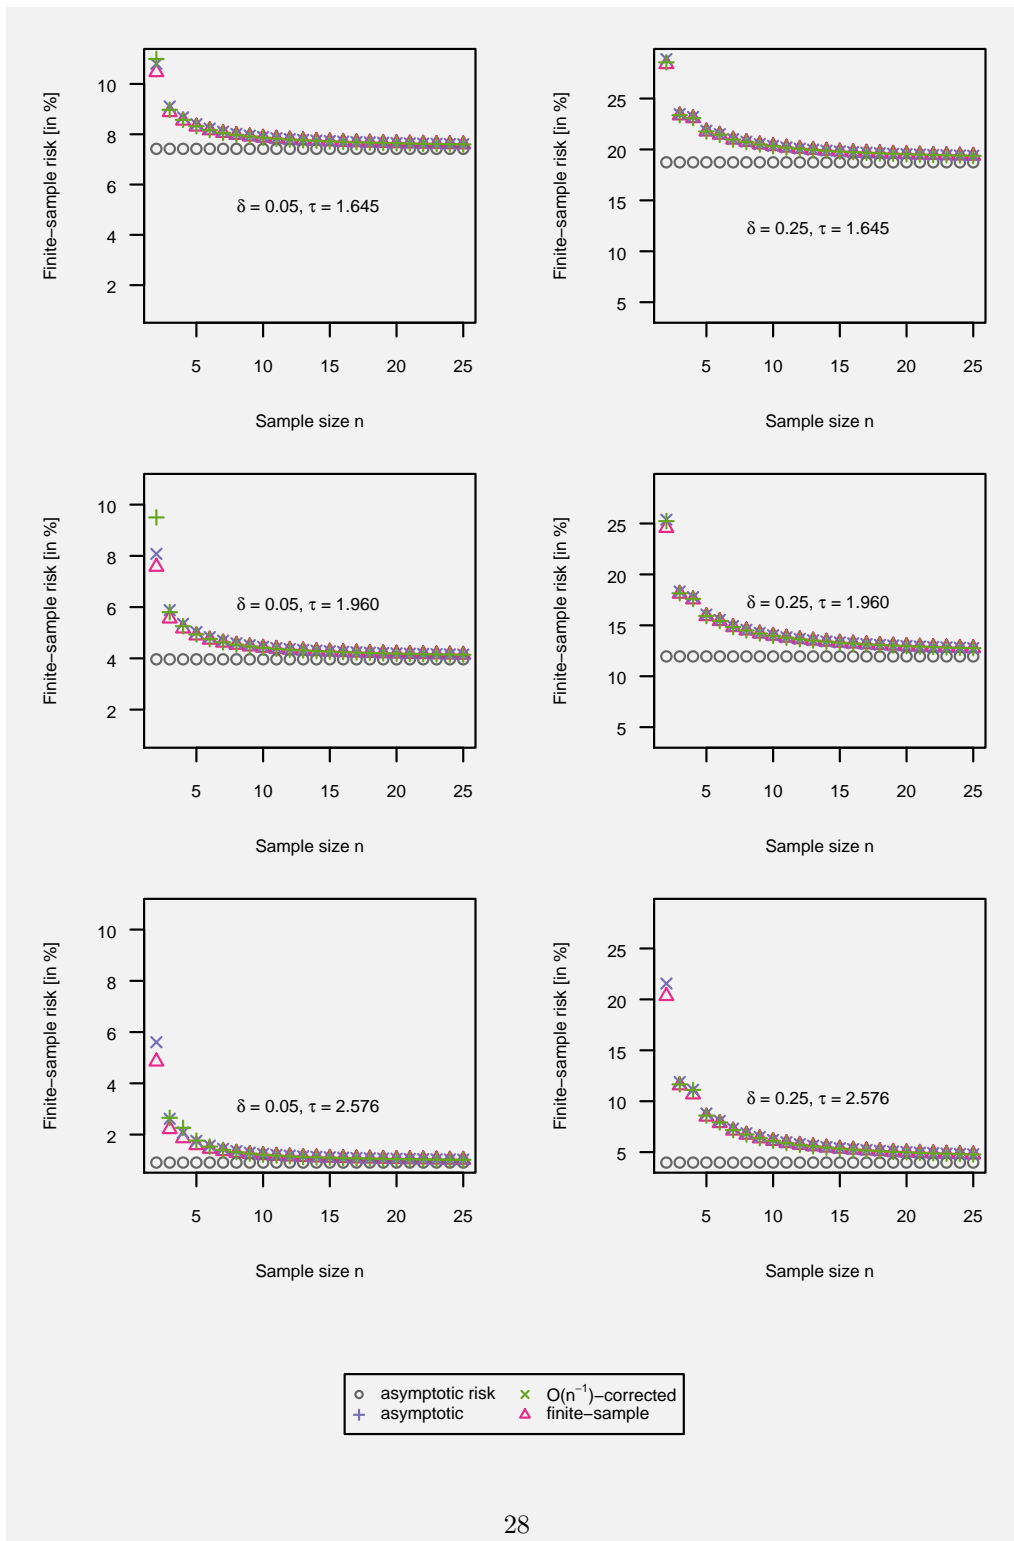 Finite−sample risk [in %]
10
8
6
4
2
δ = 0.05, τ = 1.645
5 10 15 20 25
Sample size n
Finite−sample risk [in %]
25
20
15
10
5
δ = 0.25, τ = 1.645
5 10 15 20 25
Sample size n
Finite−sample risk [in %]
10
8
6
4
2
δ = 0.05, τ = 1.960
5 10 15 20 25
Sample size n
Finite−sample risk [in %]
25
20
15
10
5
δ = 0.25, τ = 1.960
5 10 15 20 25
Sample size n
Finite−sample risk [in %]
10
8
6
4
2
δ = 0.05, τ = 2.576
5 10 15 20 25
Sample size n
Finite−sample risk [in %]
25
20
15
10
5
δ = 0.25, τ = 2.576
5 10 15 20 25
Sample size n
asymptotic risk
asymptotic
O(n⁻¹)−corrected
finite−sample
28